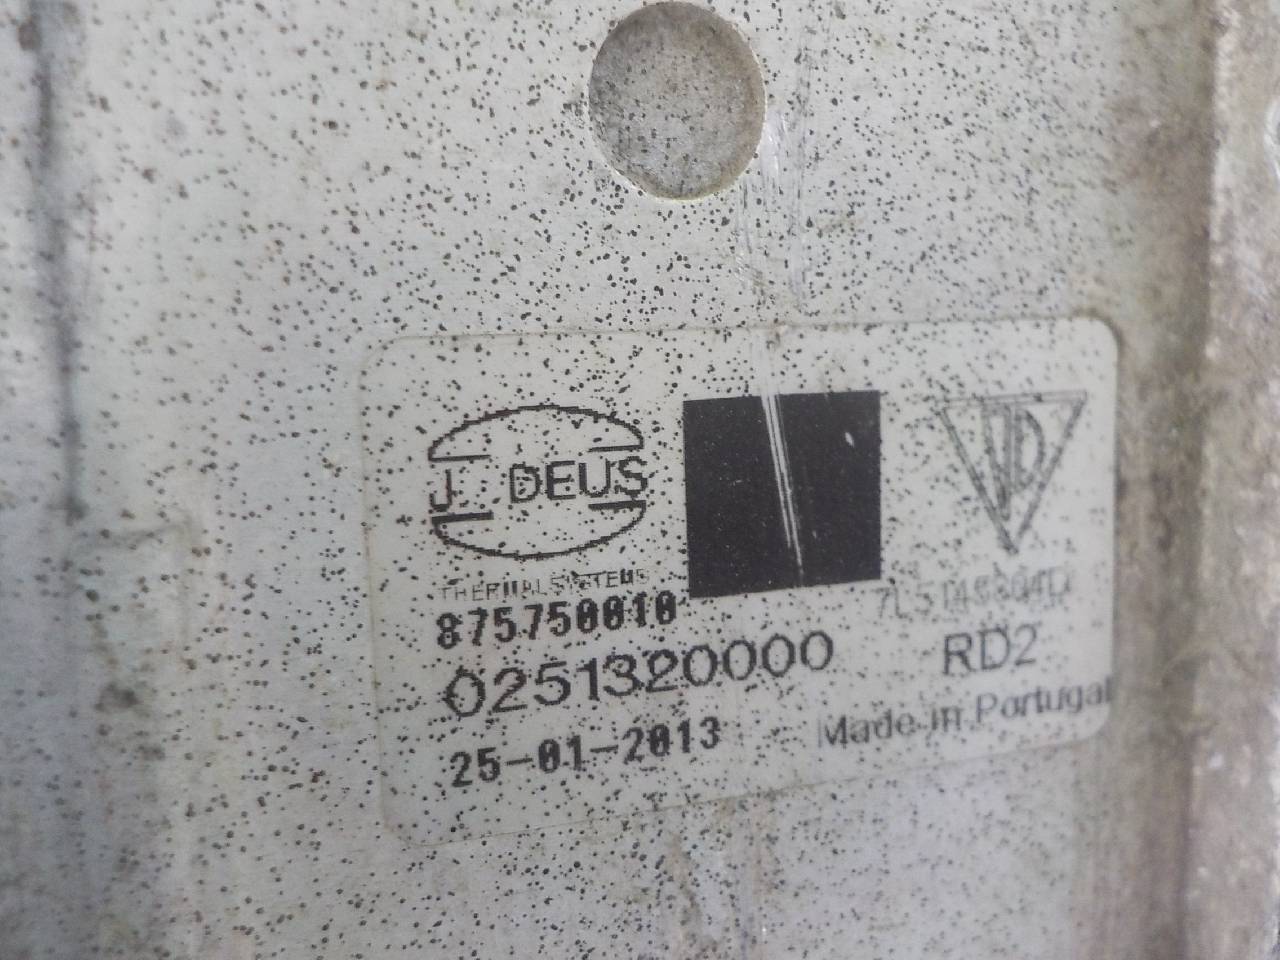 J. DEUS
THERMAL SYSTEMS
875750010
0251320000
RD2
25-01-2013
Made in Portugal